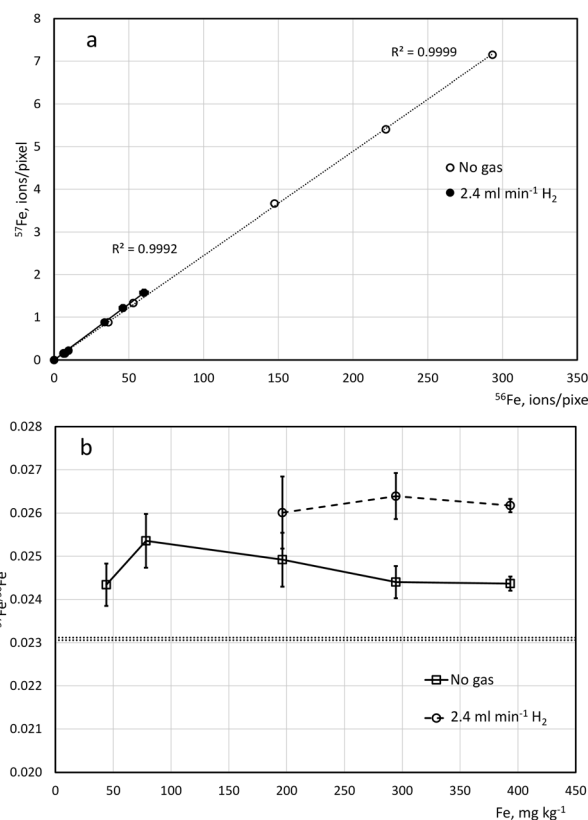 8
a
R² = 0.9999
7
6
5
4
3
2
1
0
⁵⁷Fe, ions/pixel
No gas
2.4 ml min⁻¹ H₂
R² = 0.9992
0 50 100 150 200 250 300 350
⁵⁶Fe, ions/pixe
0.028
b
0.027
0.026
0.025
0.024
0.023
0.022
0.021
0.020
No gas
2.4 ml min⁻¹ H₂
0 50 100 150 200 250 300 350 400 450
Fe, mg kg⁻¹